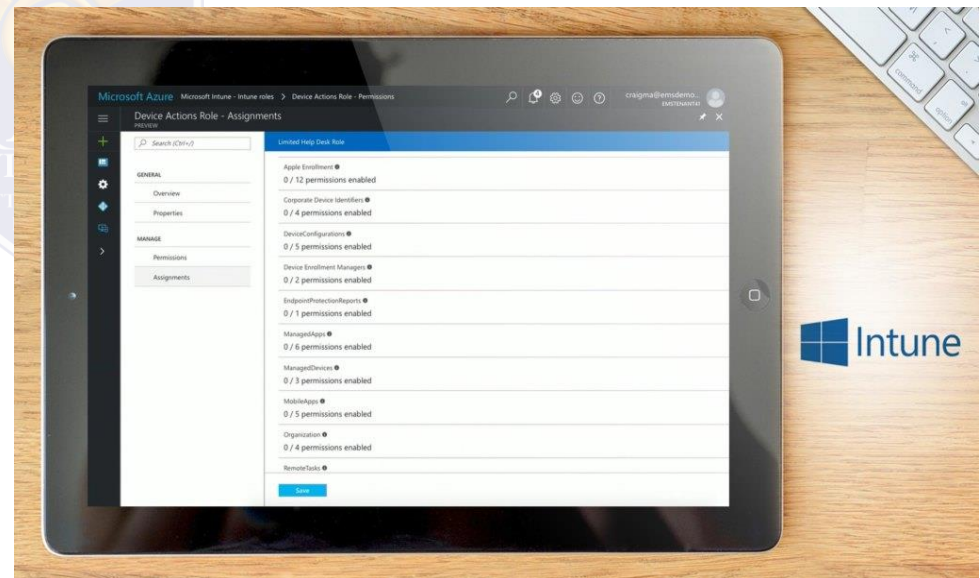 Microsoft Azure Microsoft Intune - Intune roles > Device Actions Role - Permissions
4
craigma@emsdemo...
EMSTENANT41
Device Actions Role - Assignments
PREVIEW
Search (Ctrl+/)
GENERAL
Overview
Properties
MANAGE
Permissions
Assignments
Limited Help Desk Role
Apple Enrollment
0 / 12 permissions enabled
Corporate Device Identifiers
0 / 4 permissions enabled
DeviceConfigurations
0 / 5 permissions enabled
Device Enrollment Managers
0 / 2 permissions enabled
EndpointProtectionReports
0 / 1 permissions enabled
ManagedApps
0 / 6 permissions enabled
ManagedDevices
0 / 3 permissions enabled
MobileApps
0 / 5 permissions enabled
Organization
0 / 4 permissions enabled
RemoteTasks
Save
Intune
command
option